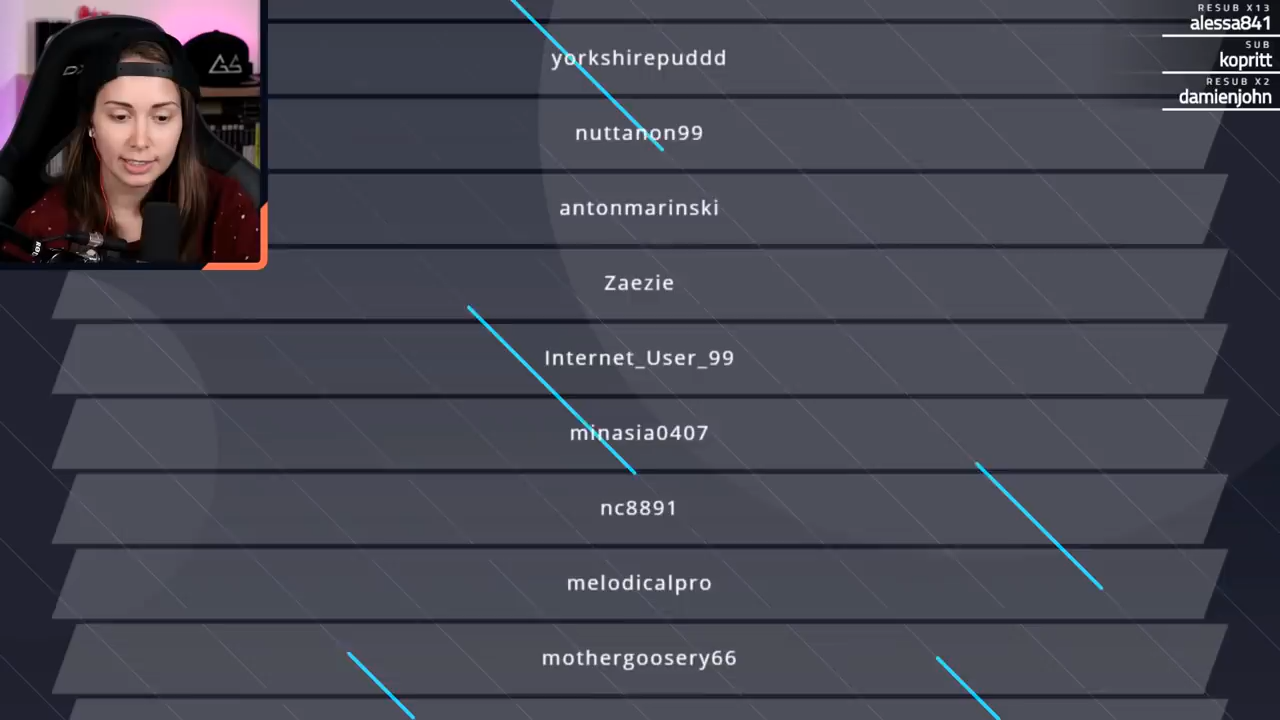 RESUB X13
alessa841
SUB
kopritt
RESUB X2
damienjohn
yorkshirepuddd
nuttanon99
antonmarinski
Zaezie
Internet_User_99
minasia0407
nc8891
melodicalpro
mothergoosery66